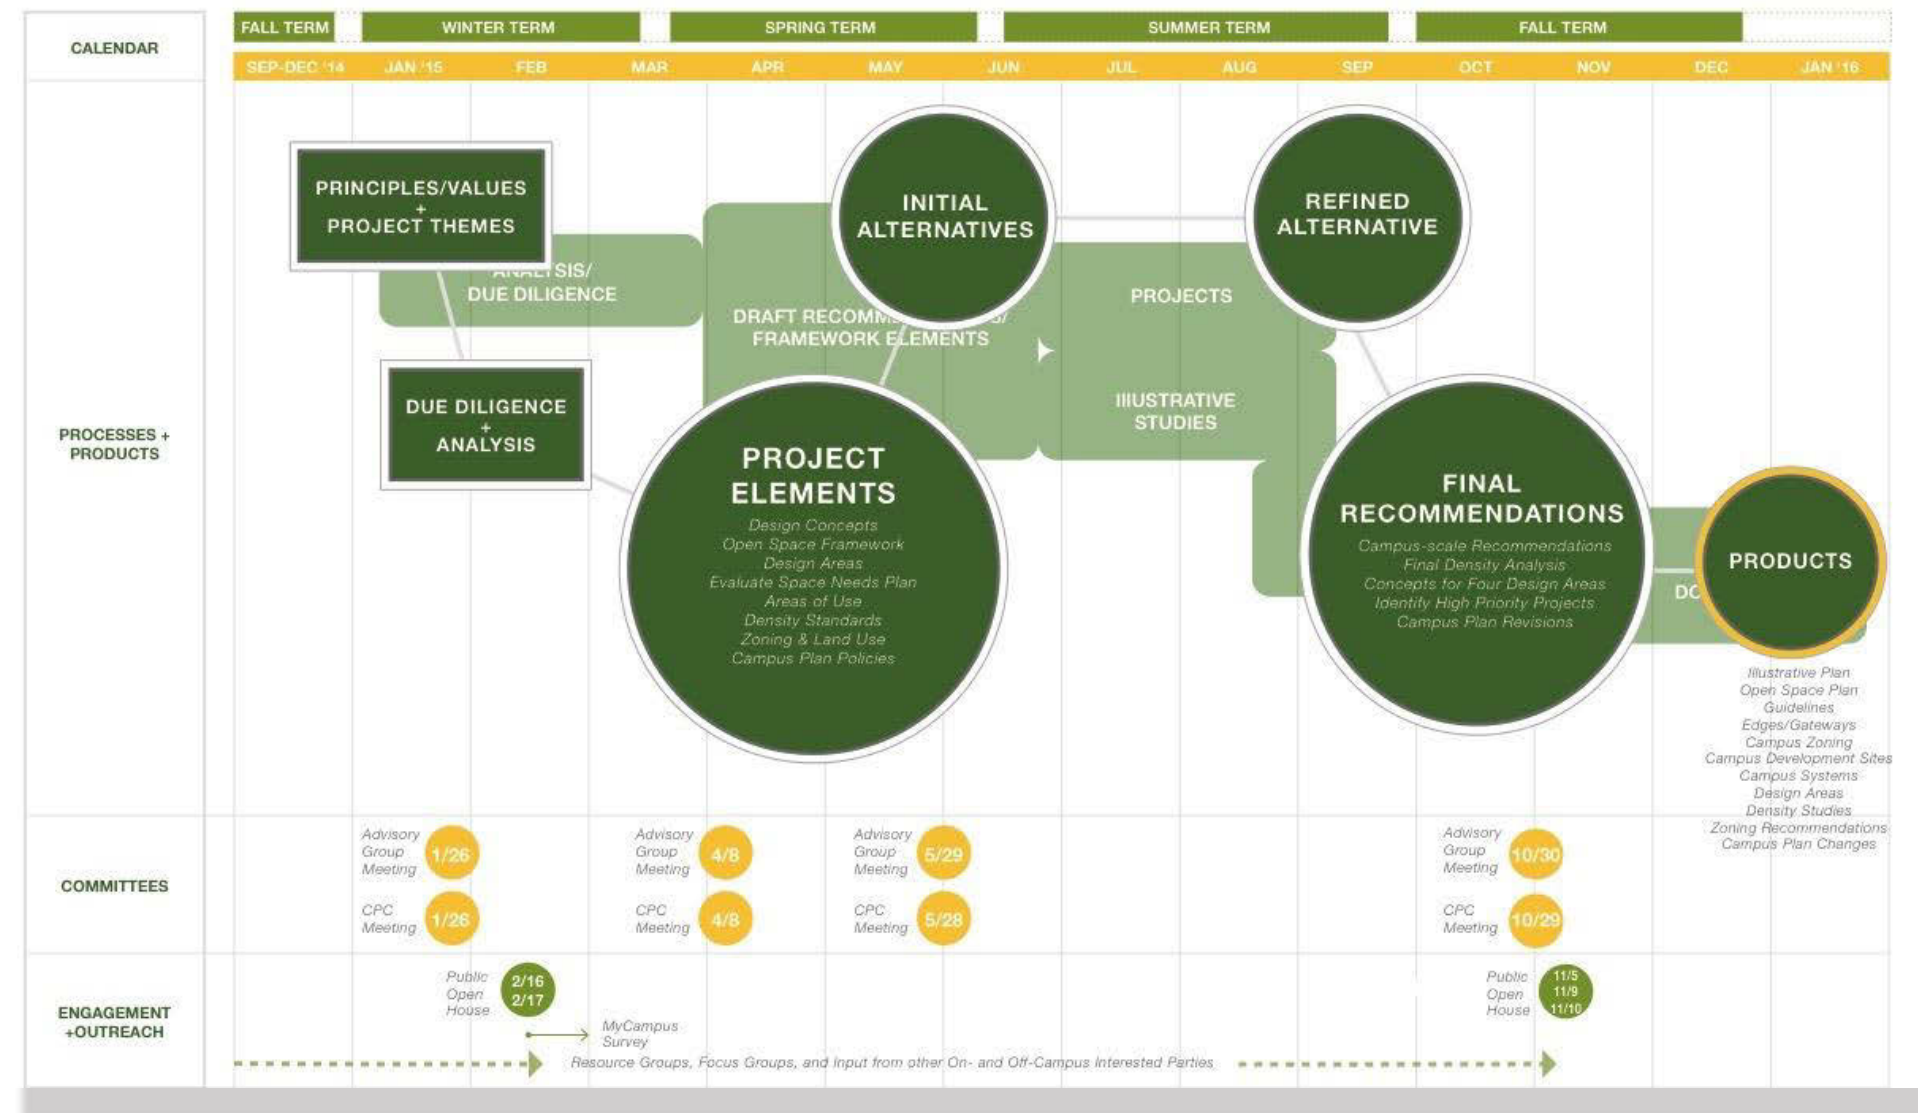 CALENDAR
FALL TERM
WINTER TERM
SPRING TERM
SUMMER TERM
FALL TERM
SEP-DEC '14
JAN '15
FEB
MAR
APR
MAY
JUN
JUL
AUG
SEP
OCT
NOV
DEC
JAN '16
PROCESSES +
PRODUCTS
PRINCIPLES/VALUES
+
PROJECT THEMES
ANALYSIS/
DUE DILIGENCE
DUE DILIGENCE
+
ANALYSIS
DRAFT
FRAMEWORK ELEMENTS
INITIAL
ALTERNATIVES
PROJECT
ELEMENTS
Design Concepts
Open Space Framework
Design Areas
Evaluate Space Needs Plan
Areas of Use
Density Standards
Zoning & Land Use
Campus Plan Policies
PROJECTS
IIIUSTRATIVE
STUDIES
REFINED
ALTERNATIVE
FINAL
RECOMMENDATIONS
Campus-scale Recommendations
Final Density Analysis
Concepts for Four Design Areas
Identify High Priority Projects
Campus Plan Revisions
PRODUCTS
Illustrative Plan
Open Space Plan
Guidelines
Edges/Gateways
Campus Zoning
Campus Development Sites
Campus Systems
Design Areas
Density Studies
Zoning Recommendations
Campus Plan Changes
COMMITTEES
Advisory
Group
Meeting
1/26
Advisory
Group
Meeting
4/8
Advisory
Group
Meeting
5/29
Advisory
Group
Meeting
10/30
CPC
Meeting
1/26
CPC
Meeting
4/8
CPC
Meeting
5/28
CPC
Meeting
10/29
ENGAGEMENT
+OUTREACH
Public
Open
House
2/16
2/17
Public
Open
House
11/5
11/9
11/10
MyCampus
Survey
Resource Groups, Focus Groups, and Input from other On- and Off-Campus Interested Parties